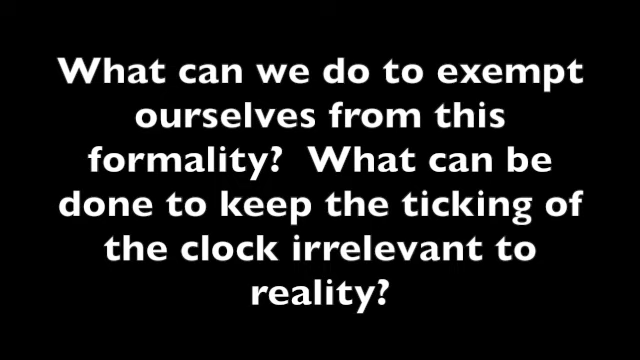 What can we do to exempt
ourselves from this
formality?  What can be
done to keep the ticking of
the clock irrelevant to
reality?